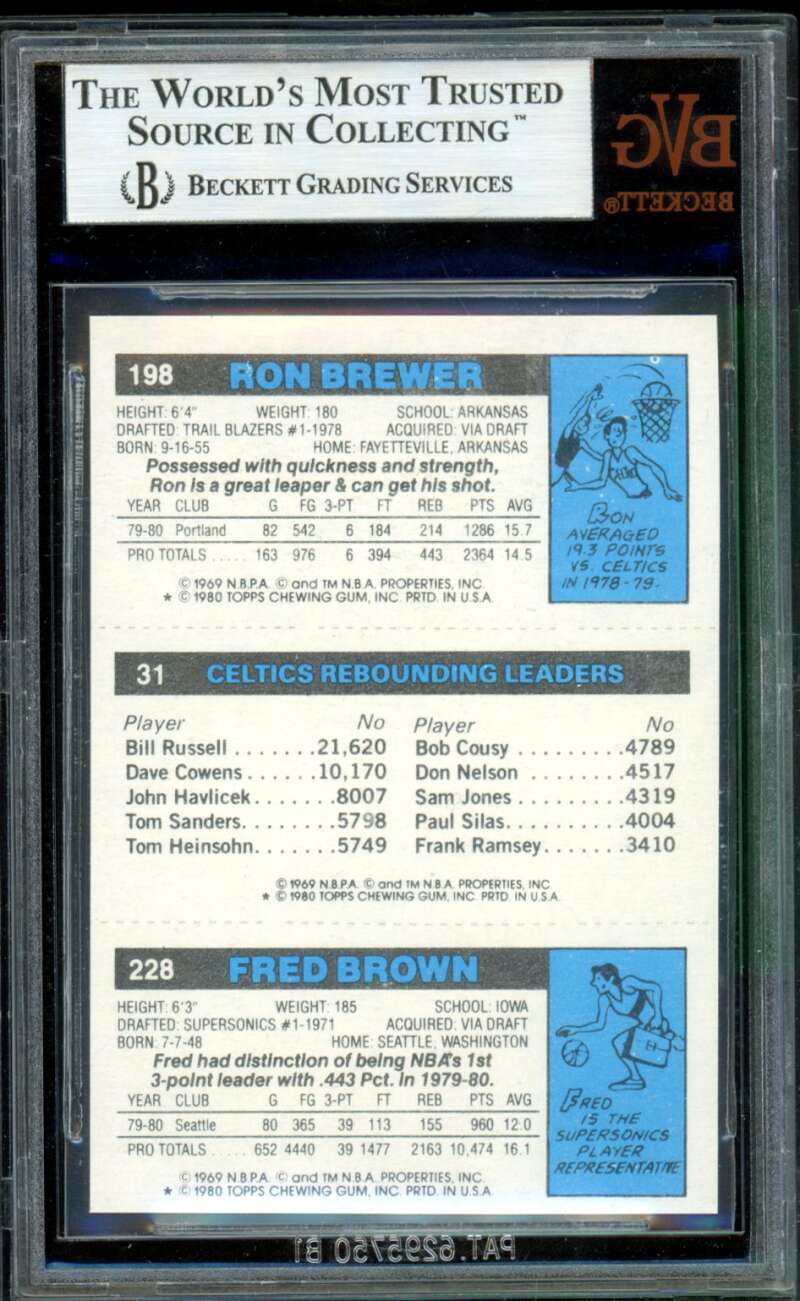 THE WORLD'S MOST TRUSTED
SOURCE IN COLLECTING™
B BECKETT GRADING SERVICES
BVG
BECKETT®
198 RON BREWER
HEIGHT: 6'4" WEIGHT: 180 SCHOOL: ARKANSAS
DRAFTED: TRAIL BLAZERS #1-1978 ACQUIRED: VIA DRAFT
BORN: 9-16-55 HOME: FAYETTEVILLE, ARKANSAS
Possessed with quickness and strength,
Ron is a great leaper & can get his shot.
YEAR CLUB G FG 3-PT FT REB PTS AVG
79-80 Portland 82 542 6 184 214 1286 15.7
PRO TOTALS ..... 163 976 6 394 443 2364 14.5
© 1969 N.B.P.A. © and TM N.B.A. PROPERTIES, INC.
* © 1980 TOPPS CHEWING GUM, INC. PRTD. IN U.S.A.
RON
AVERAGED
19.3 POINTS
VS. CELTICS
IN 1978-79.
31 CELTICS REBOUNDING LEADERS
Player No Player No
Bill Russell .......21,620 Bob Cousy .........4789
Dave Cowens......10,170 Don Nelson ........4517
John Havlicek.......8007 Sam Jones .........4319
Tom Sanders........5798 Paul Silas..........4004
Tom Heinsohn.......5749 Frank Ramsey.......3410
© 1969 N.B.P.A. © and TM N.B.A. PROPERTIES, INC.
* © 1980 TOPPS CHEWING GUM, INC. PRTD. IN U.S.A.
228 FRED BROWN
HEIGHT: 6'3" WEIGHT: 185 SCHOOL: IOWA
DRAFTED: SUPERSONICS #1-1971 ACQUIRED: VIA DRAFT
BORN: 7-7-48 HOME: SEATTLE, WASHINGTON
Fred had distinction of being NBA's 1st
3-point leader with .443 Pct. in 1979-80.
YEAR CLUB G FG 3-PT FT REB PTS AVG
79-80 Seattle 80 365 39 113 155 960 12.0
PRO TOTALS ..... 652 4440 39 1477 2163 10,474 16.1
© 1969 N.B.P.A. © and TM N.B.A. PROPERTIES, INC.
* © 1980 TOPPS CHEWING GUM, INC. PRTD. IN U.S.A.
FRED
IS THE
SUPERSONICS
PLAYER
REPRESENTATIVE
PAT.6295750 B1